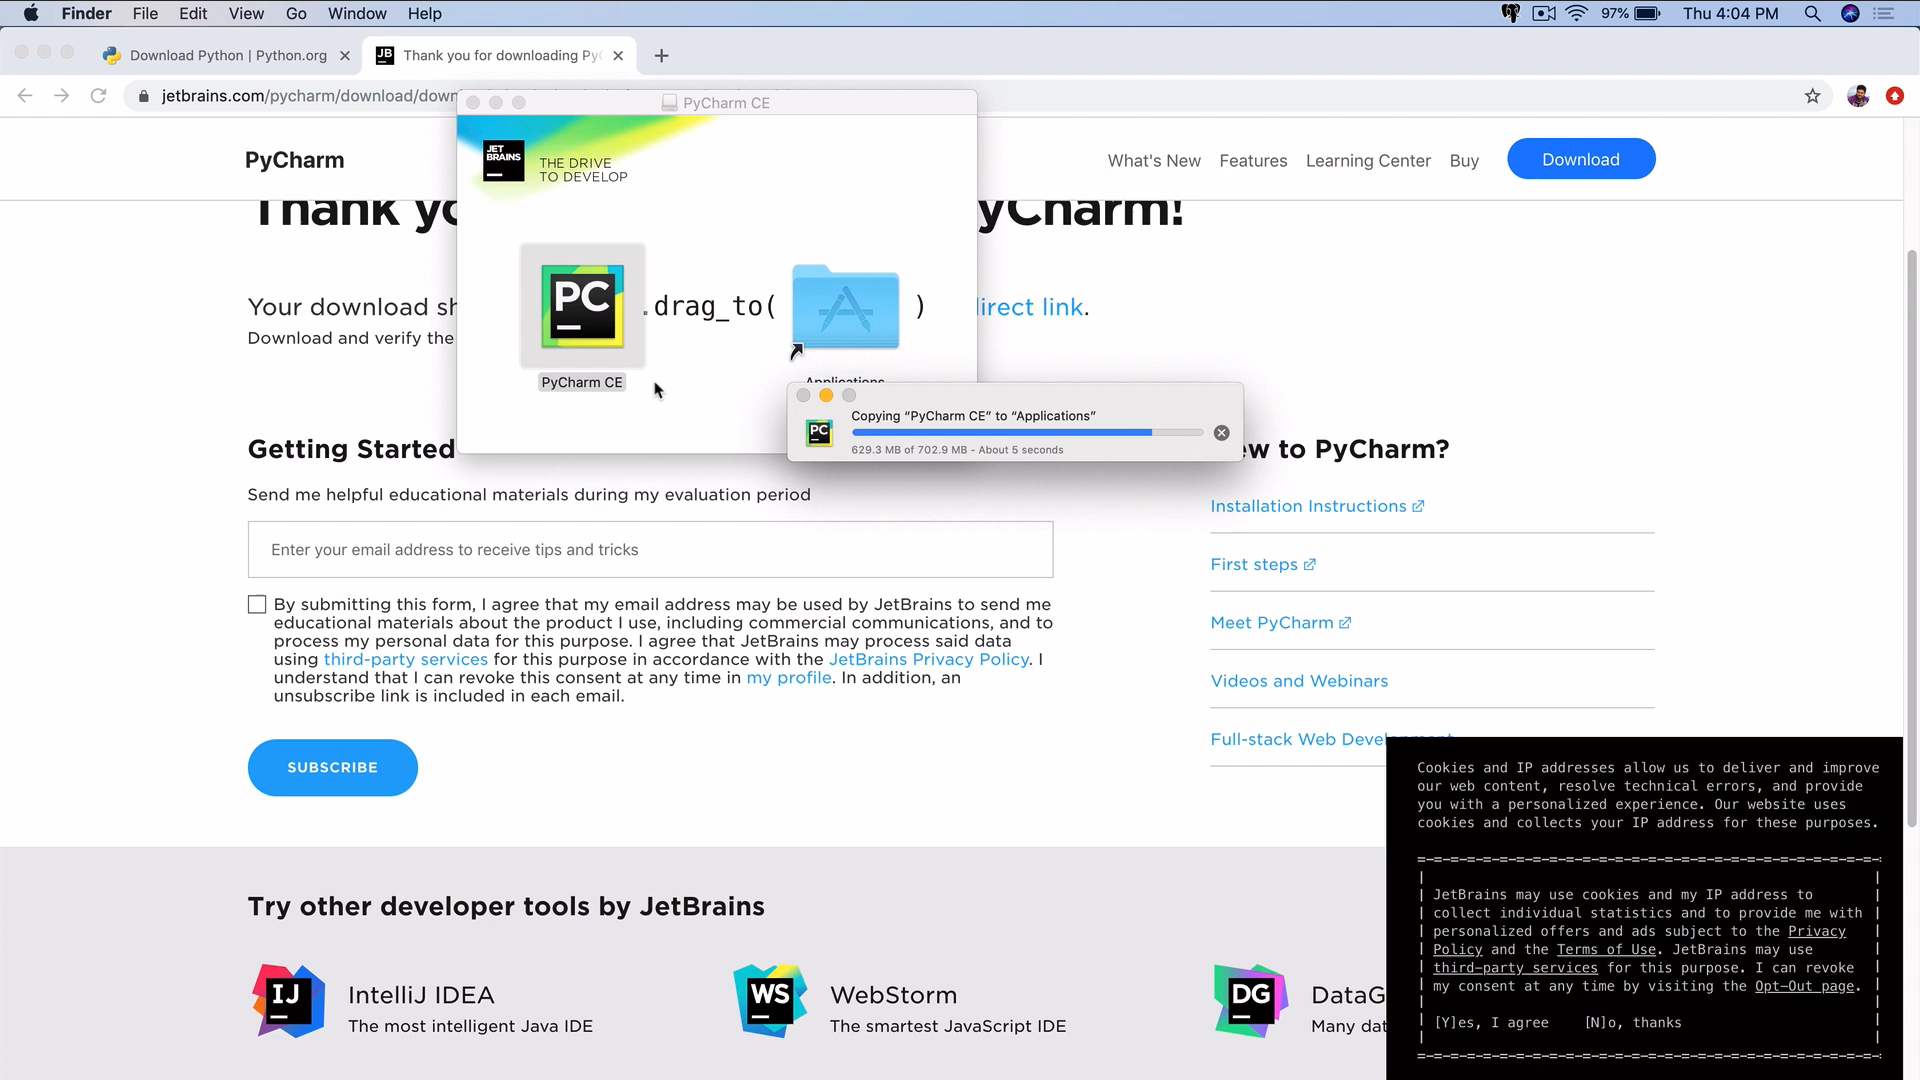 Finder File Edit View Go Window Help 97% Thu 4:04 PM
Download Python | Python.org
JB Thank you for downloading Py
jetbrains.com/pycharm/download/dow
PyCharm CE
PyCharm
What's New Features Learning Center Buy Download
JET BRAINS
THE DRIVE
TO DEVELOP
Thank yo
yCharm!
PC
.drag_to( )
PyCharm CE
Applications
Your download sh
irect link.
Download and verify the
Copying “PyCharm CE” to “Applications”
PC
629.3 MB of 702.9 MB - About 5 seconds
Getting Started
Send me helpful educational materials during my evaluation period
Enter your email address to receive tips and tricks
By submitting this form, I agree that my email address may be used by JetBrains to send me
educational materials about the product I use, including commercial communications, and to
process my personal data for this purpose. I agree that JetBrains may process said data
using third-party services for this purpose in accordance with the JetBrains Privacy Policy. I
understand that I can revoke this consent at any time in my profile. In addition, an
unsubscribe link is included in each email.
SUBSCRIBE
ew to PyCharm?
Installation Instructions
First steps
Meet PyCharm
Videos and Webinars
Full-stack Web Development
Cookies and IP addresses allow us to deliver and improve
our web content, resolve technical errors, and provide
you with a personalized experience. Our website uses
cookies and collects your IP address for these purposes.
JetBrains may use cookies and my IP address to
collect individual statistics and to provide me with
personalized offers and ads subject to the Privacy
Policy and the Terms of Use. JetBrains may use
third-party services for this purpose. I can revoke
my consent at any time by visiting the Opt-Out page.
[Y]es, I agree [N]o, thanks
Try other developer tools by JetBrains
IJ
IntelliJ IDEA
The most intelligent Java IDE
WS
WebStorm
The smartest JavaScript IDE
DG
DataG
Many dat